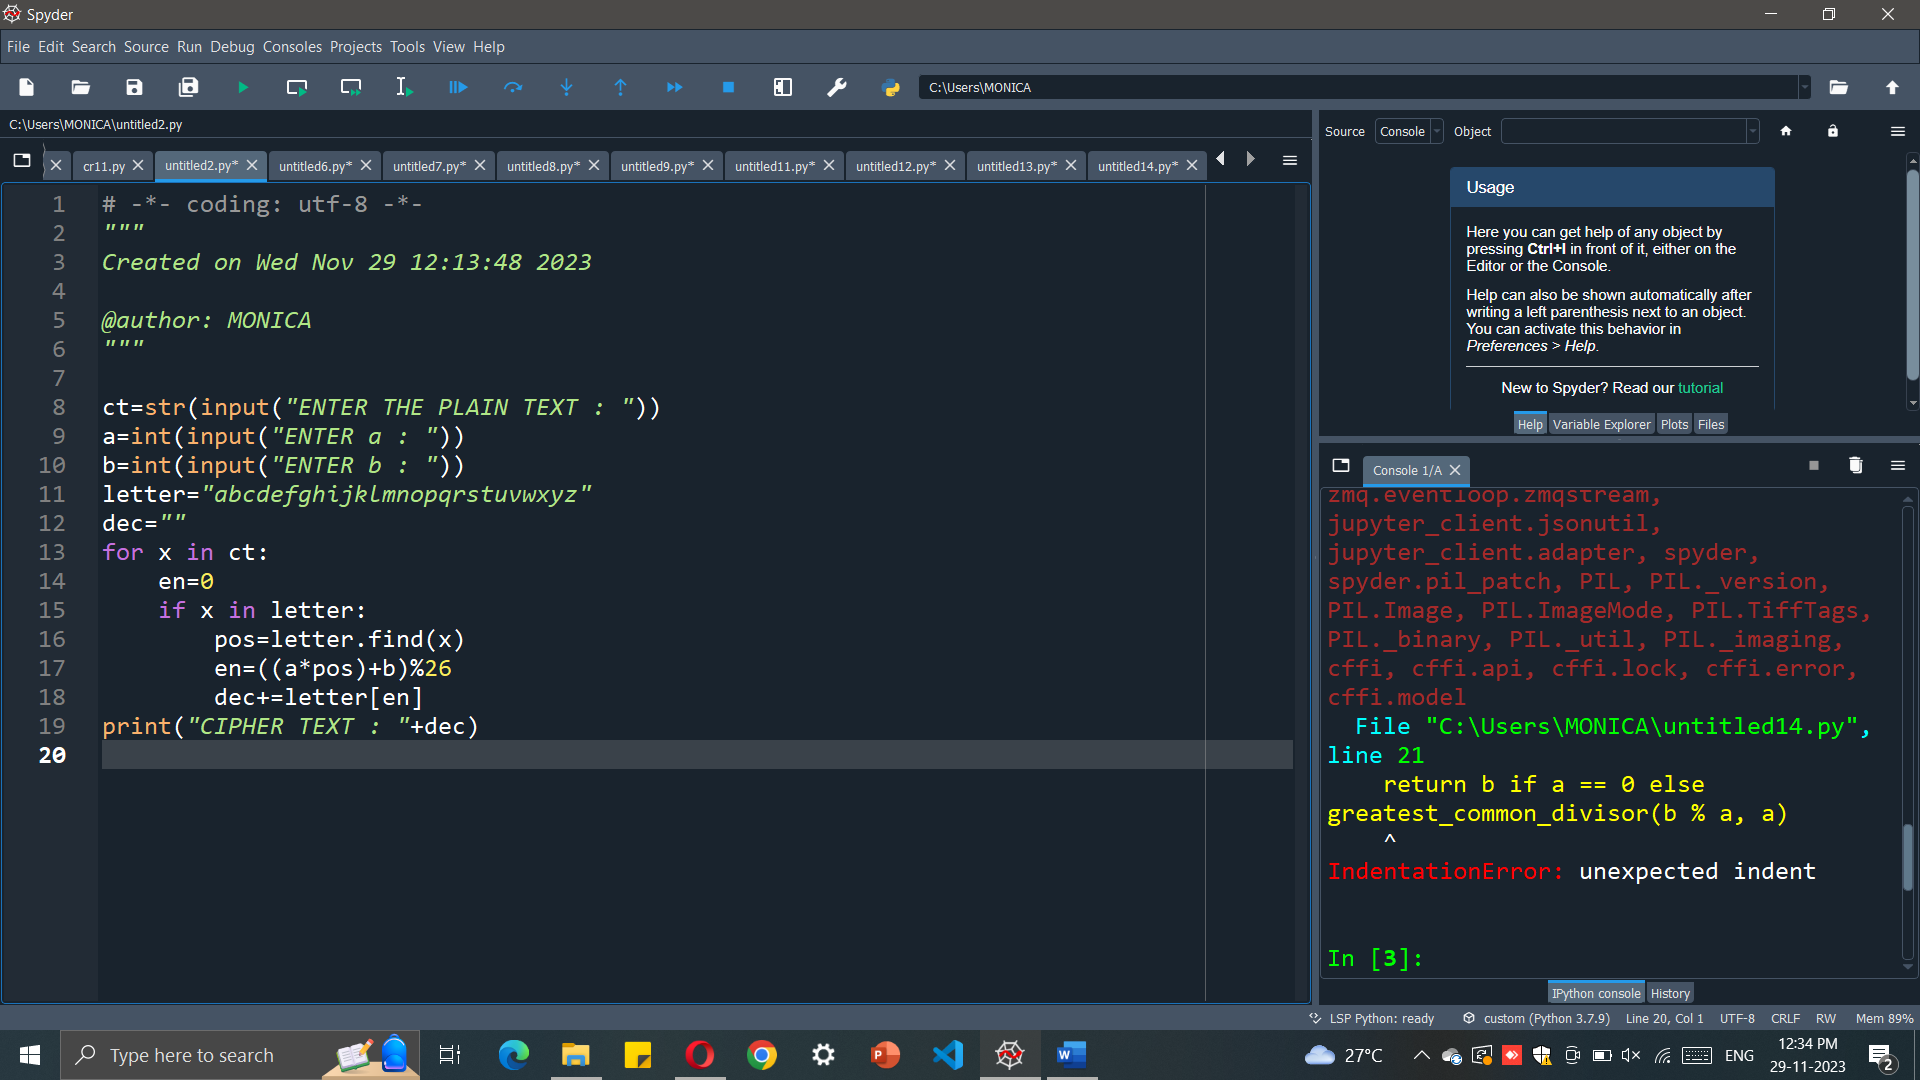 Spyder
File Edit Search Source Run Debug Consoles Projects Tools View Help
C:\Users\MONICA
C:\Users\MONICA\untitled2.py
cr11.py untitled2.py* untitled6.py* untitled7.py* untitled8.py* untitled9.py* untitled11.py* untitled12.py* untitled13.py* untitled14.py*
1 # -*- coding: utf-8 -*-
2 """
3 Created on Wed Nov 29 12:13:48 2023
4
5 @author: MONICA
6 """
7
8 ct=str(input("ENTER THE PLAIN TEXT : "))
9 a=int(input("ENTER a : "))
10 b=int(input("ENTER b : "))
11 letter="abcdefghijklmnopqrstuvwxyz"
12 dec=""
13 for x in ct:
14     en=0
15     if x in letter:
16         pos=letter.find(x)
17         en=((a*pos)+b)%26
18         dec+=letter[en]
19 print("CIPHER TEXT : "+dec)
20
Source Console Object
Usage
Here you can get help of any object by
pressing Ctrl+I in front of it, either on the
Editor or the Console.
Help can also be shown automatically after
writing a left parenthesis next to an object.
You can activate this behavior in
Preferences > Help.
New to Spyder? Read our tutorial
Help Variable Explorer Plots Files
Console 1/A
zmq.eventloop.zmqstream,
jupyter_client.jsonutil,
jupyter_client.adapter, spyder,
spyder.pil_patch, PIL, PIL._version,
PIL.Image, PIL.ImageMode, PIL.TiffTags,
PIL._binary, PIL._util, PIL._imaging,
cffi, cffi.api, cffi.lock, cffi.error,
cffi.model
  File "C:\Users\MONICA\untitled14.py",
line 21
    return b if a == 0 else
greatest_common_divisor(b % a, a)
    ^
IndentationError: unexpected indent
In [3]:
IPython console History
LSP Python: ready custom (Python 3.7.9) Line 20, Col 1 UTF-8 CRLF RW Mem 89%
Type here to search
27°C ENG
12:34 PM
29-11-2023
2